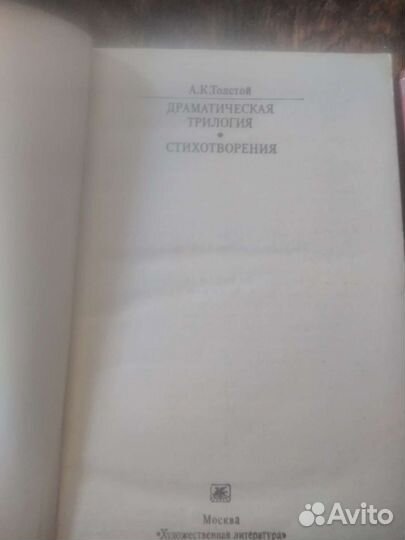 А.К.Толстой
ДРАМАТИЧЕСКАЯ
ТРИЛОГИЯ
•
СТИХОТВОРЕНИЯ
Москва
«Художественная литература»
Avito